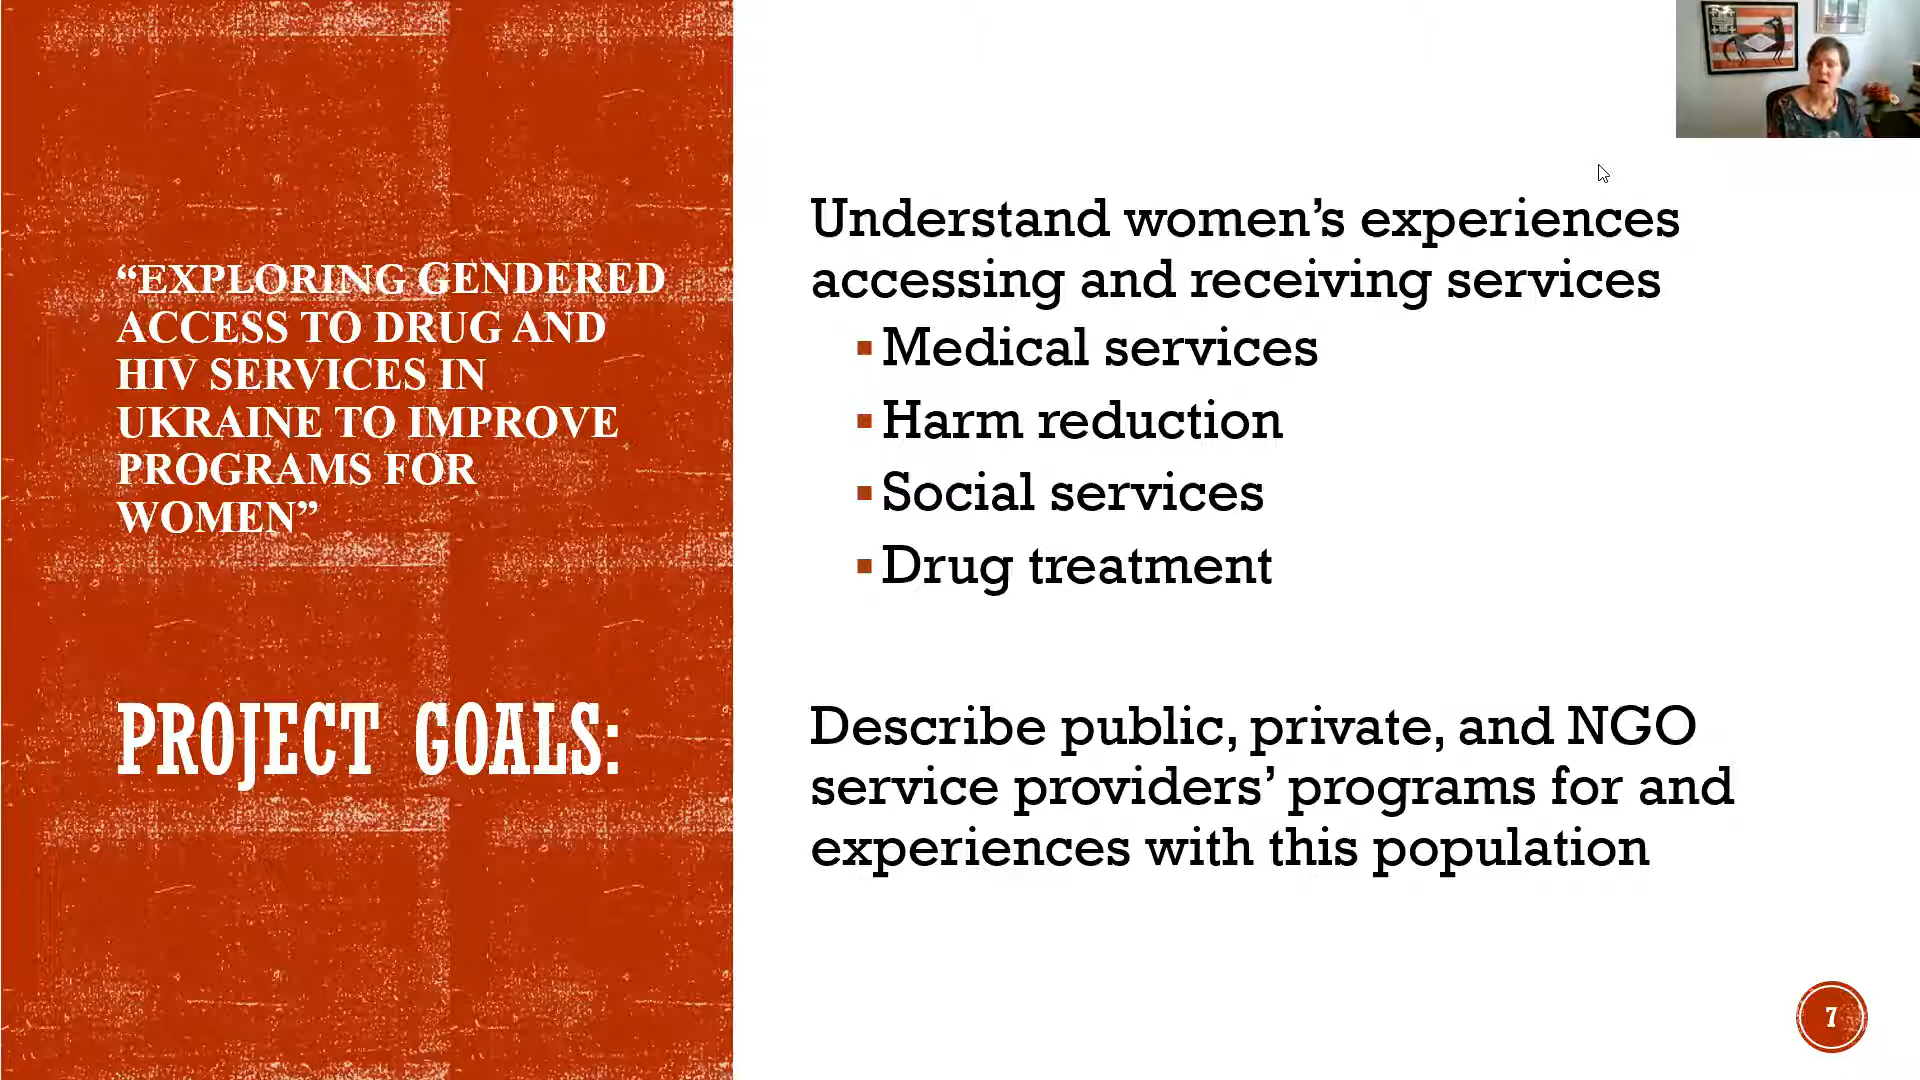 “EXPLORING GENDERED
ACCESS TO DRUG AND
HIV SERVICES IN
UKRAINE TO IMPROVE
PROGRAMS FOR
WOMEN”
PROJECT GOALS:
Understand women’s experiences
accessing and receiving services
▪Medical services
▪Harm reduction
▪Social services
▪Drug treatment
Describe public, private, and NGO
service providers’ programs for and
experiences with this population
7